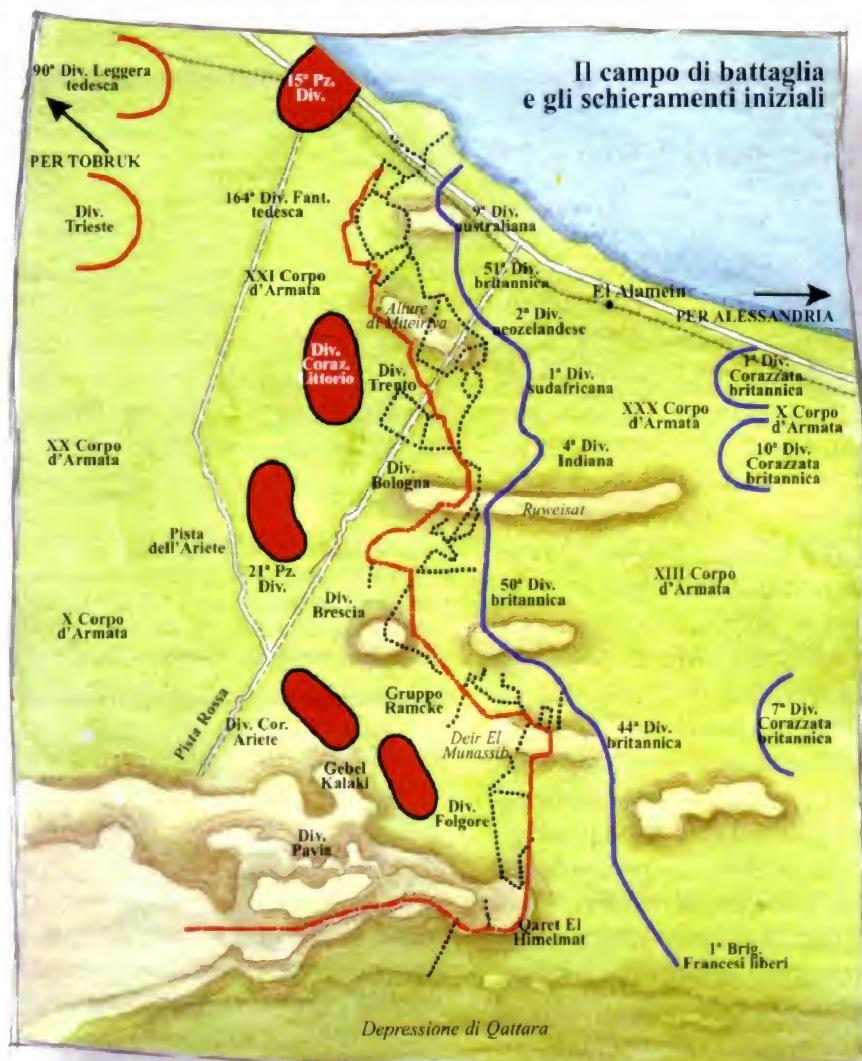 Il campo di battaglia
e gli schieramenti iniziali
90ª Div. Leggera
tedesca
15ª Pz.
Div.
PER TOBRUK
Div.
Trieste
164ª Div. Fant.
tedesca
9ª Div.
australiana
XXI Corpo
d'Armata
51ª Div.
britannica
El Alamein
PER ALESSANDRIA
Alture
di Miteiriya
2ª Div.
neozelandese
Div.
Coraz.
Littorio
Div.
Trento
1ª Div.
sudafricana
1ª Div.
Corazzata
britannica
XXX Corpo
d'Armata
X Corpo
d'Armata
XX Corpo
d'Armata
4ª Div.
Indiana
10ª Div.
Corazzata
britannica
Div.
Bologna
Ruweisat
Pista
dell'Ariete
21ª Pz.
Div.
XIII Corpo
d'Armata
50ª Div.
britannica
Div.
Brescia
X Corpo
d'Armata
Pista Rossa
Gruppo
Ramcke
Div. Cor.
Ariete
Deir El
Munassib
44ª Div.
britannica
7ª Div.
Corazzata
britannica
Gebel
Kalaki
Div.
Folgore
Div.
Pavia
Qaret El
Himelmat
1ª Brig.
Francesi liberi
Depressione di Qattara